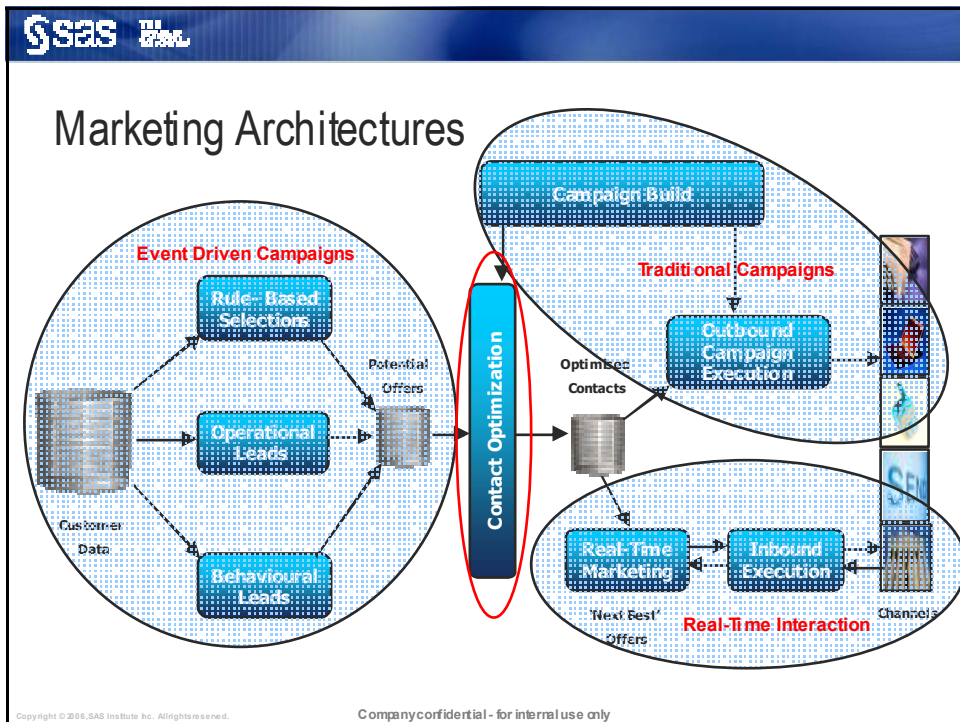 sas
Marketing Architectures
Campaign Build
Event Driven Campaigns
Traditional Campaigns
Rule- Based
Selections
Outbound
Campaign
Execution
Potential
Offers
Optimised
Contacts
Contact Optimization
Operational
Leads
Customer
Data
Behavioural
Leads
Real-Time
Marketing
Inbound
Execution
'Next Best'
Offers
Channels
Real-Time Interaction
Copyright © 2006, SAS Institute Inc. All rights reserved.
Company confidential - for internal use only